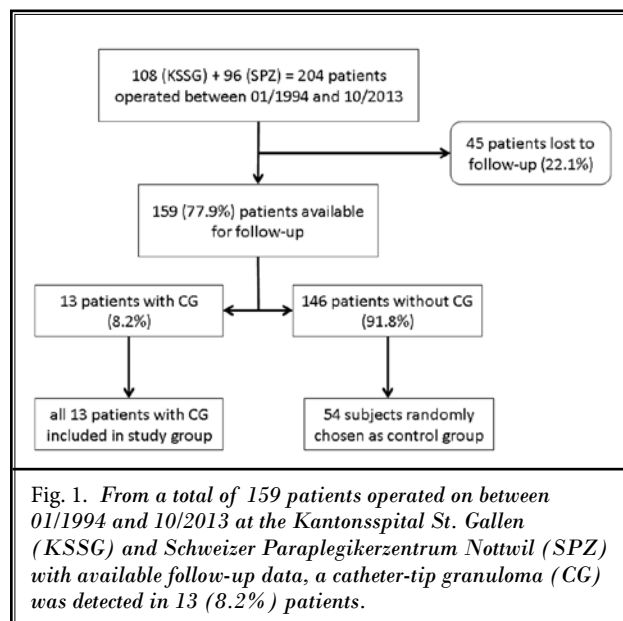 108 (KSSG) + 96 (SPZ) = 204 patients
operated between 01/1994 and 10/2013
45 patients lost to
follow-up (22.1%)
159 (77.9%) patients available
for follow-up
13 patients with CG
(8.2%)
146 patients without CG
(91.8%)
all 13 patients with CG
included in study group
54 subjects randomly
chosen as control group
Fig. 1. From a total of 159 patients operated on between
01/1994 and 10/2013 at the Kantonsspital St. Gallen
(KSSG) and Schweizer Paraplegikerzentrum Nottwil (SPZ)
with available follow-up data, a catheter-tip granuloma (CG)
was detected in 13 (8.2%) patients.